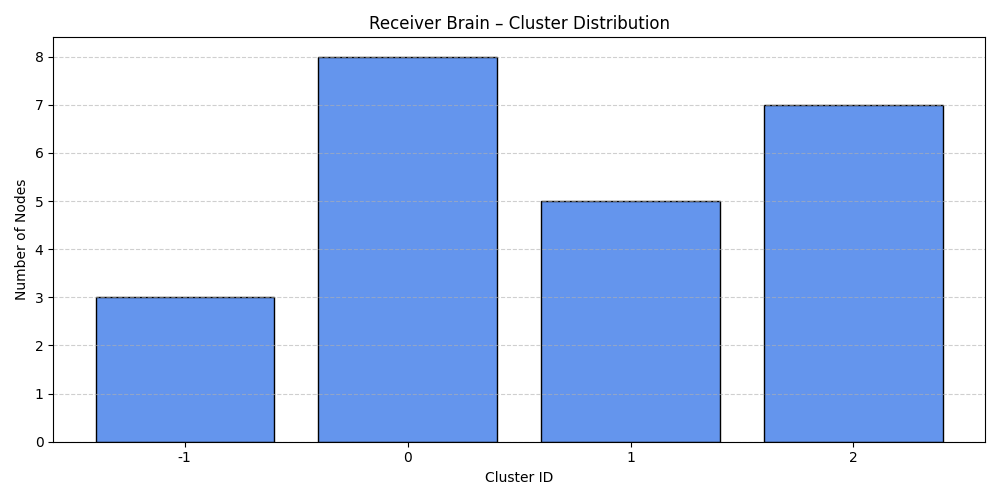 Receiver Brain – Cluster Distribution
Number of Nodes
8
7
6
5
4
3
2
1
0
-1 0 1 2
Cluster ID